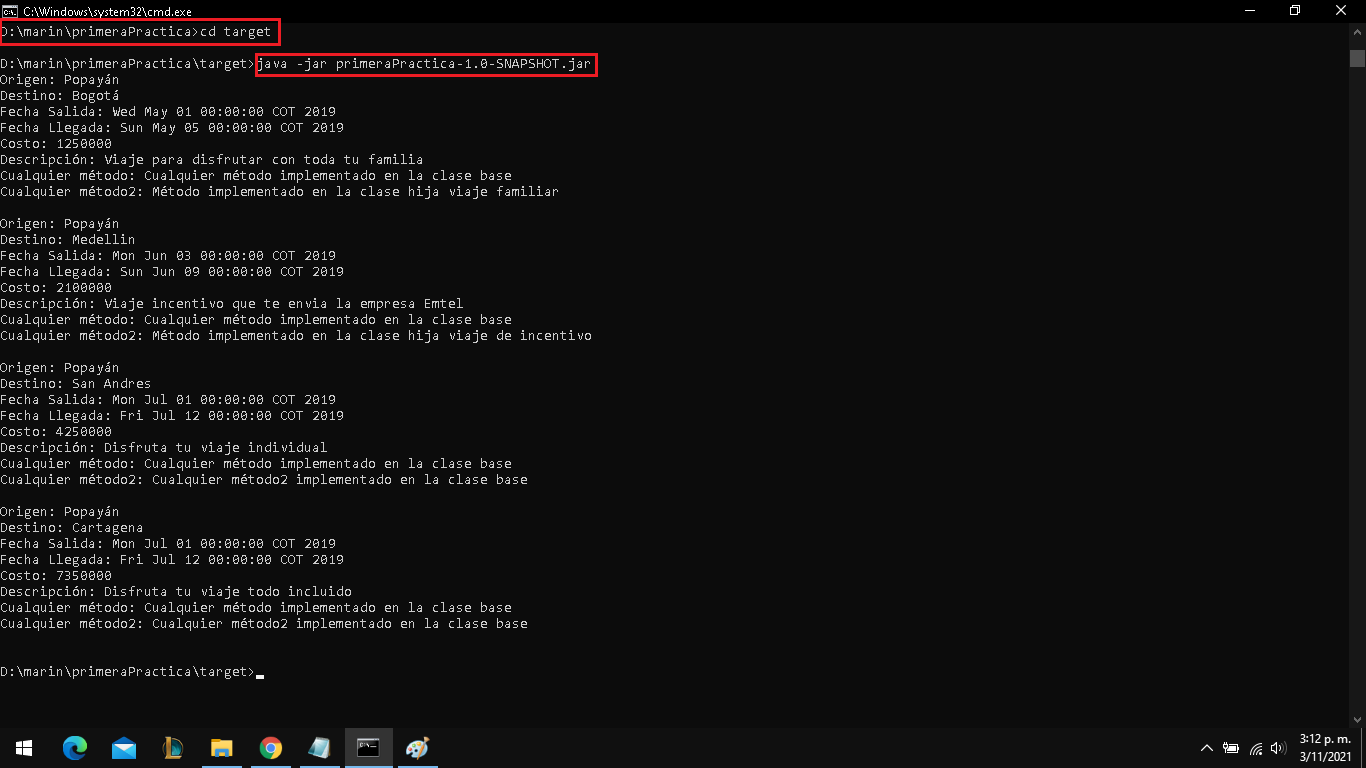 C:\Windows\system32\cmd.exe
D:\marin\primeraPractica>cd target
D:\marin\primeraPractica\target>java -jar primeraPractica-1.0-SNAPSHOT.jar
Origen: Popayán
Destino: Bogotá
Fecha Salida: Wed May 01 00:00:00 COT 2019
Fecha Llegada: Sun May 05 00:00:00 COT 2019
Costo: 1250000
Descripción: Viaje para disfrutar con toda tu familia
Cualquier método: Cualquier método implementado en la clase base
Cualquier método2: Método implementado en la clase hija viaje familiar
Origen: Popayán
Destino: Medellin
Fecha Salida: Mon Jun 03 00:00:00 COT 2019
Fecha Llegada: Sun Jun 09 00:00:00 COT 2019
Costo: 2100000
Descripción: Viaje incentivo que te envia la empresa Emtel
Cualquier método: Cualquier método implementado en la clase base
Cualquier método2: Método implementado en la clase hija viaje de incentivo
Origen: Popayán
Destino: San Andres
Fecha Salida: Mon Jul 01 00:00:00 COT 2019
Fecha Llegada: Fri Jul 12 00:00:00 COT 2019
Costo: 4250000
Descripción: Disfruta tu viaje individual
Cualquier método: Cualquier método implementado en la clase base
Cualquier método2: Cualquier método2 implementado en la clase base
Origen: Popayán
Destino: Cartagena
Fecha Salida: Mon Jul 01 00:00:00 COT 2019
Fecha Llegada: Fri Jul 12 00:00:00 COT 2019
Costo: 7350000
Descripción: Disfruta tu viaje todo incluido
Cualquier método: Cualquier método implementado en la clase base
Cualquier método2: Cualquier método2 implementado en la clase base
D:\marin\primeraPractica\target>
3:12 p. m.
3/11/2021